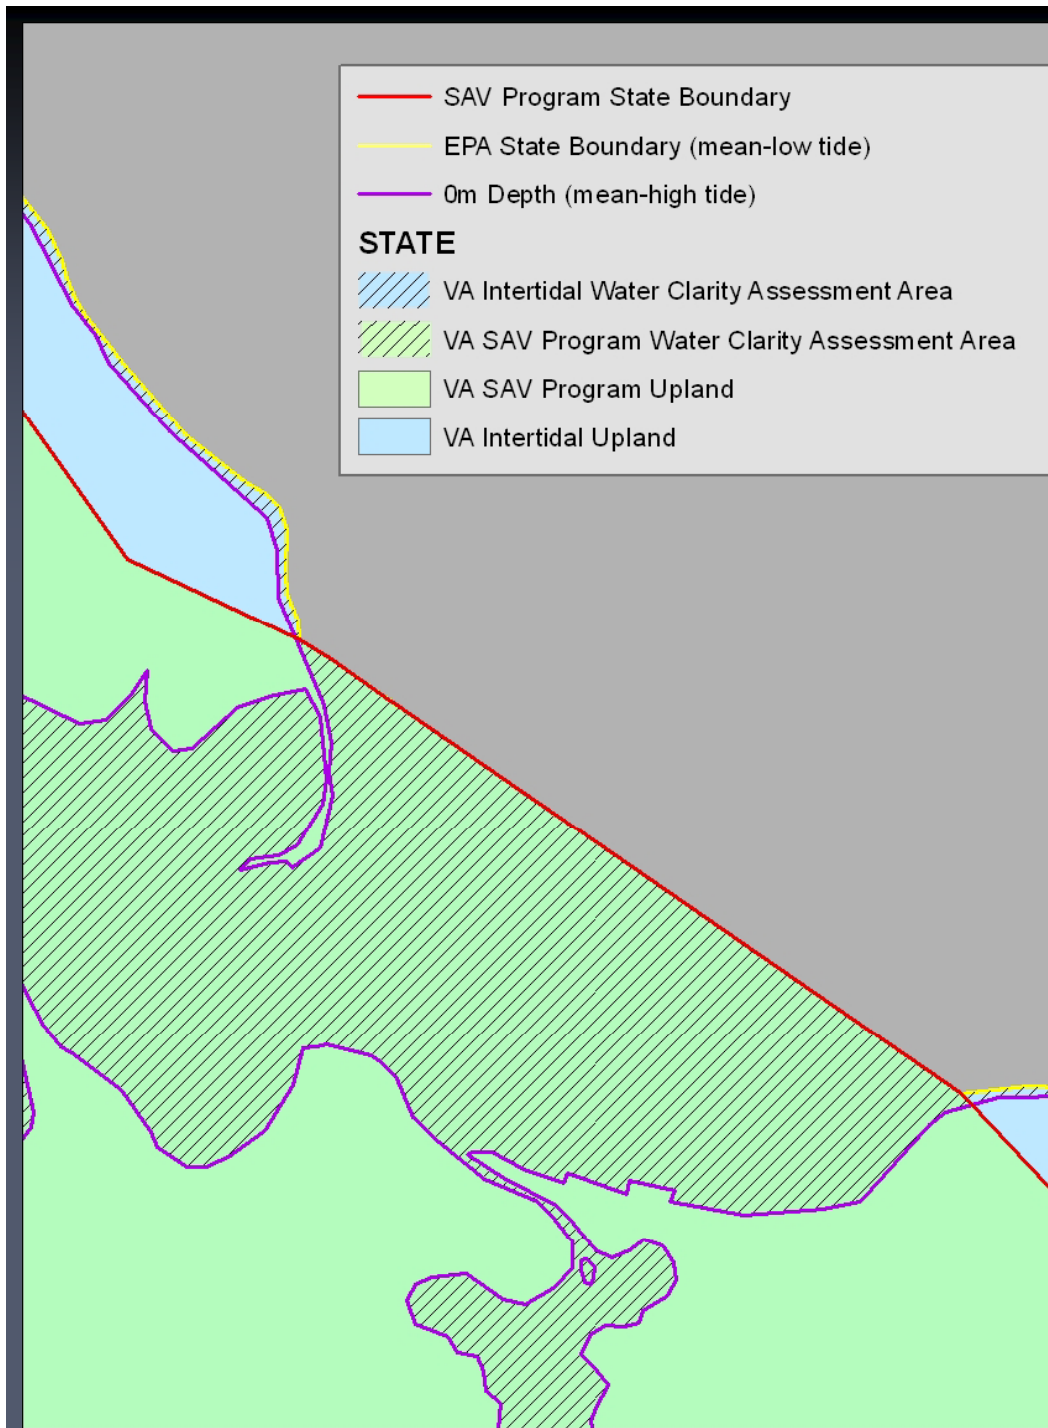 SAV Program State Boundary
EPA State Boundary (mean-low tide)
0m Depth (mean-high tide)
STATE
VA Intertidal Water Clarity Assessment Area
VA SAV Program Water Clarity Assessment Area
VA SAV Program Upland
VA Intertidal Upland